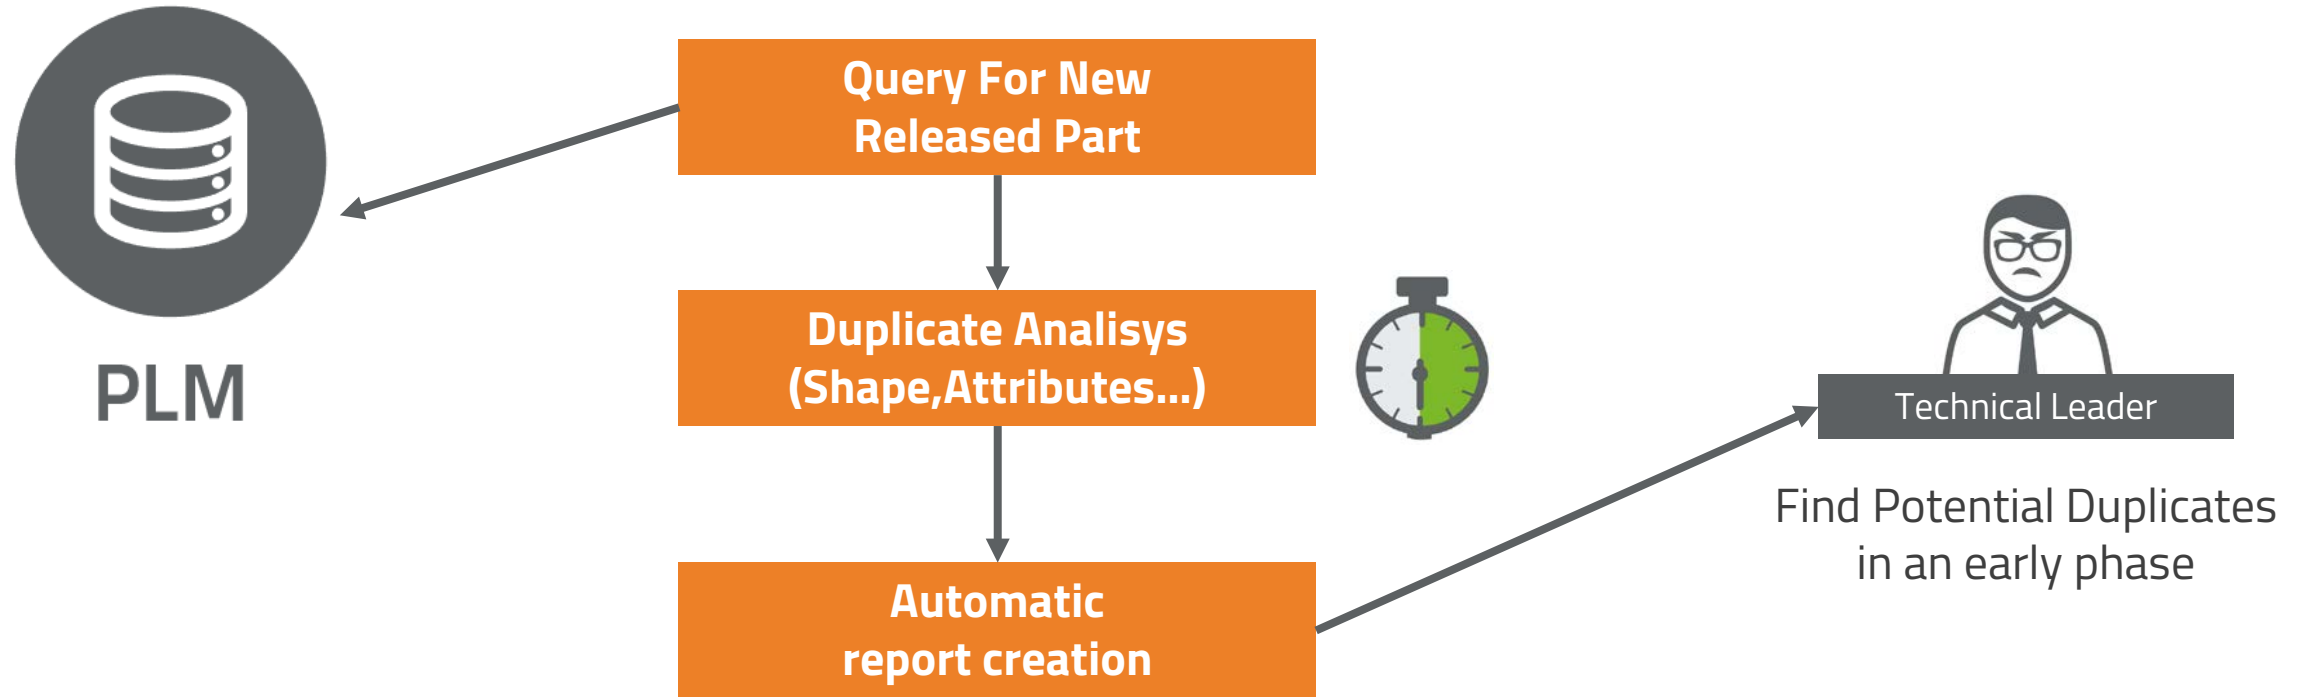 PLM
Query For New
Released Part
Duplicate Analisys
(Shape,Attributes...)
Automatic
report creation
Technical Leader
Find Potential Duplicates
in an early phase